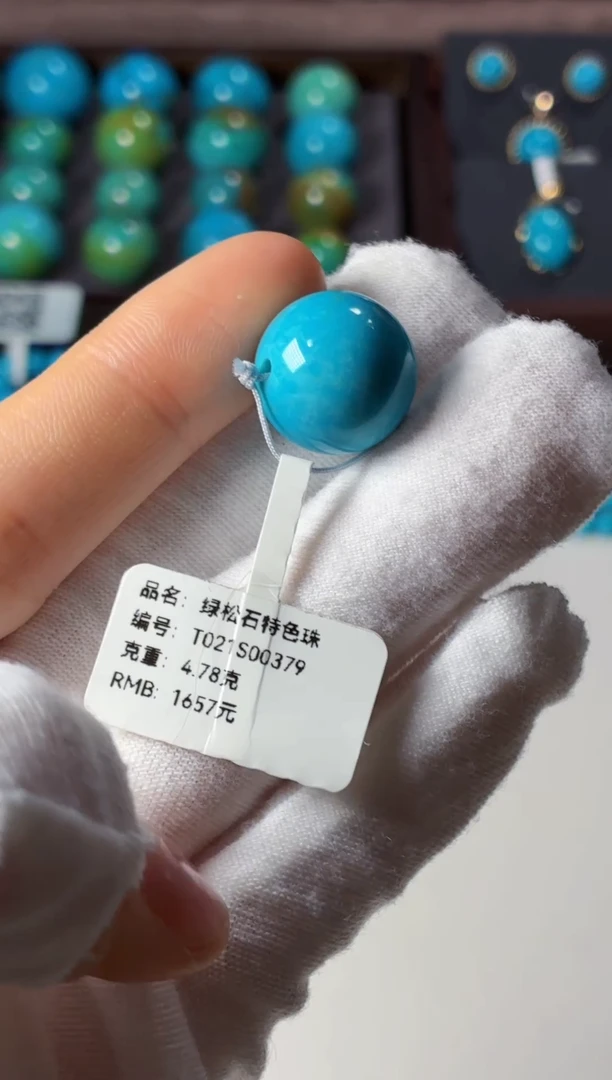 品名: 绿松石特色珠
编号: T021S00379
克重: 4.78克
RMB: 1657元